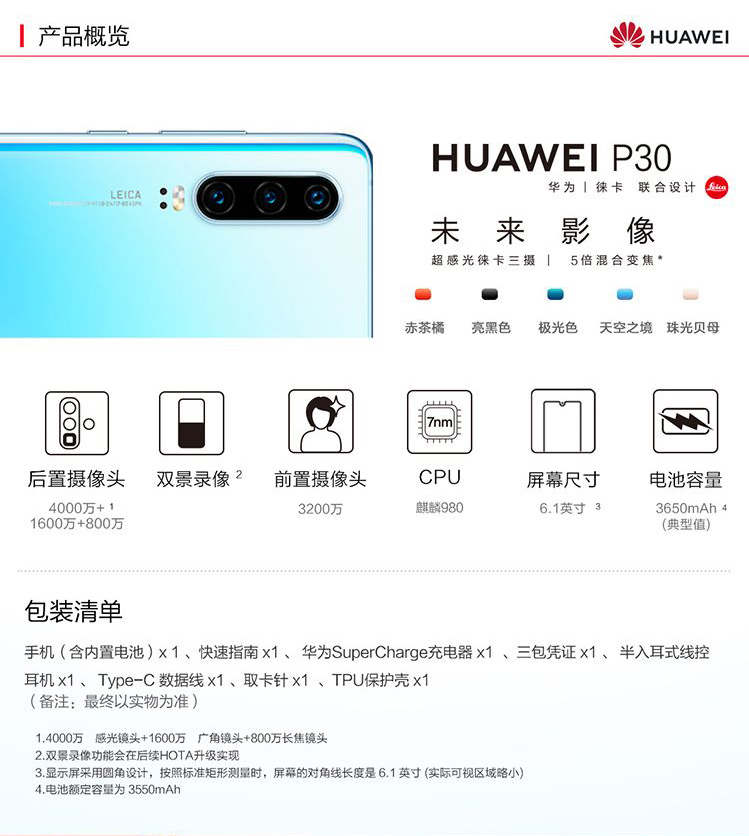 产品概览
HUAWEI
LEICA
HUAWEI P30
华为 | 徕卡 联合设计
Leica
未来影像
超感光徕卡三摄 | 5倍混合变焦*
赤茶橘 亮黑色 极光色 天空之境 珠光贝母
7nm
后置摄像头 双景录像 2 前置摄像头 CPU 屏幕尺寸 电池容量
4000万+ 1 3200万 麒麟980 6.1英寸 3 3650mAh 4
1600万+800万 (典型值)
包装清单
手机（含内置电池）x 1 、快速指南 x1 、 华为SuperCharge充电器 x1 、三包凭证 x1 、 半入耳式线控
耳机 x1 、 Type-C 数据线 x1 、取卡针 x1 、TPU保护壳 x1
（备注：最终以实物为准）
1.4000万 感光镜头+1600万 广角镜头+800万长焦镜头
2.双景录像功能会在后续HOTA升级实现
3.显示屏采用圆角设计，按照标准矩形测量时，屏幕的对角线长度是 6.1 英寸 (实际可视区域略小)
4.电池额定容量为 3550mAh